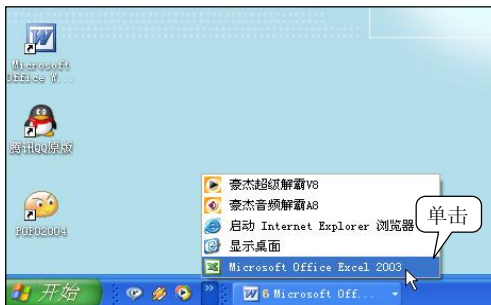 Microsoft
Office W...
腾讯QQ原版
POPO2004
豪杰超级解霸V8
豪杰音频解霸A8
启动 Internet Explorer 浏览器
显示桌面
Microsoft Office Excel 2003
单击
开始
»
6 Microsoft Off...